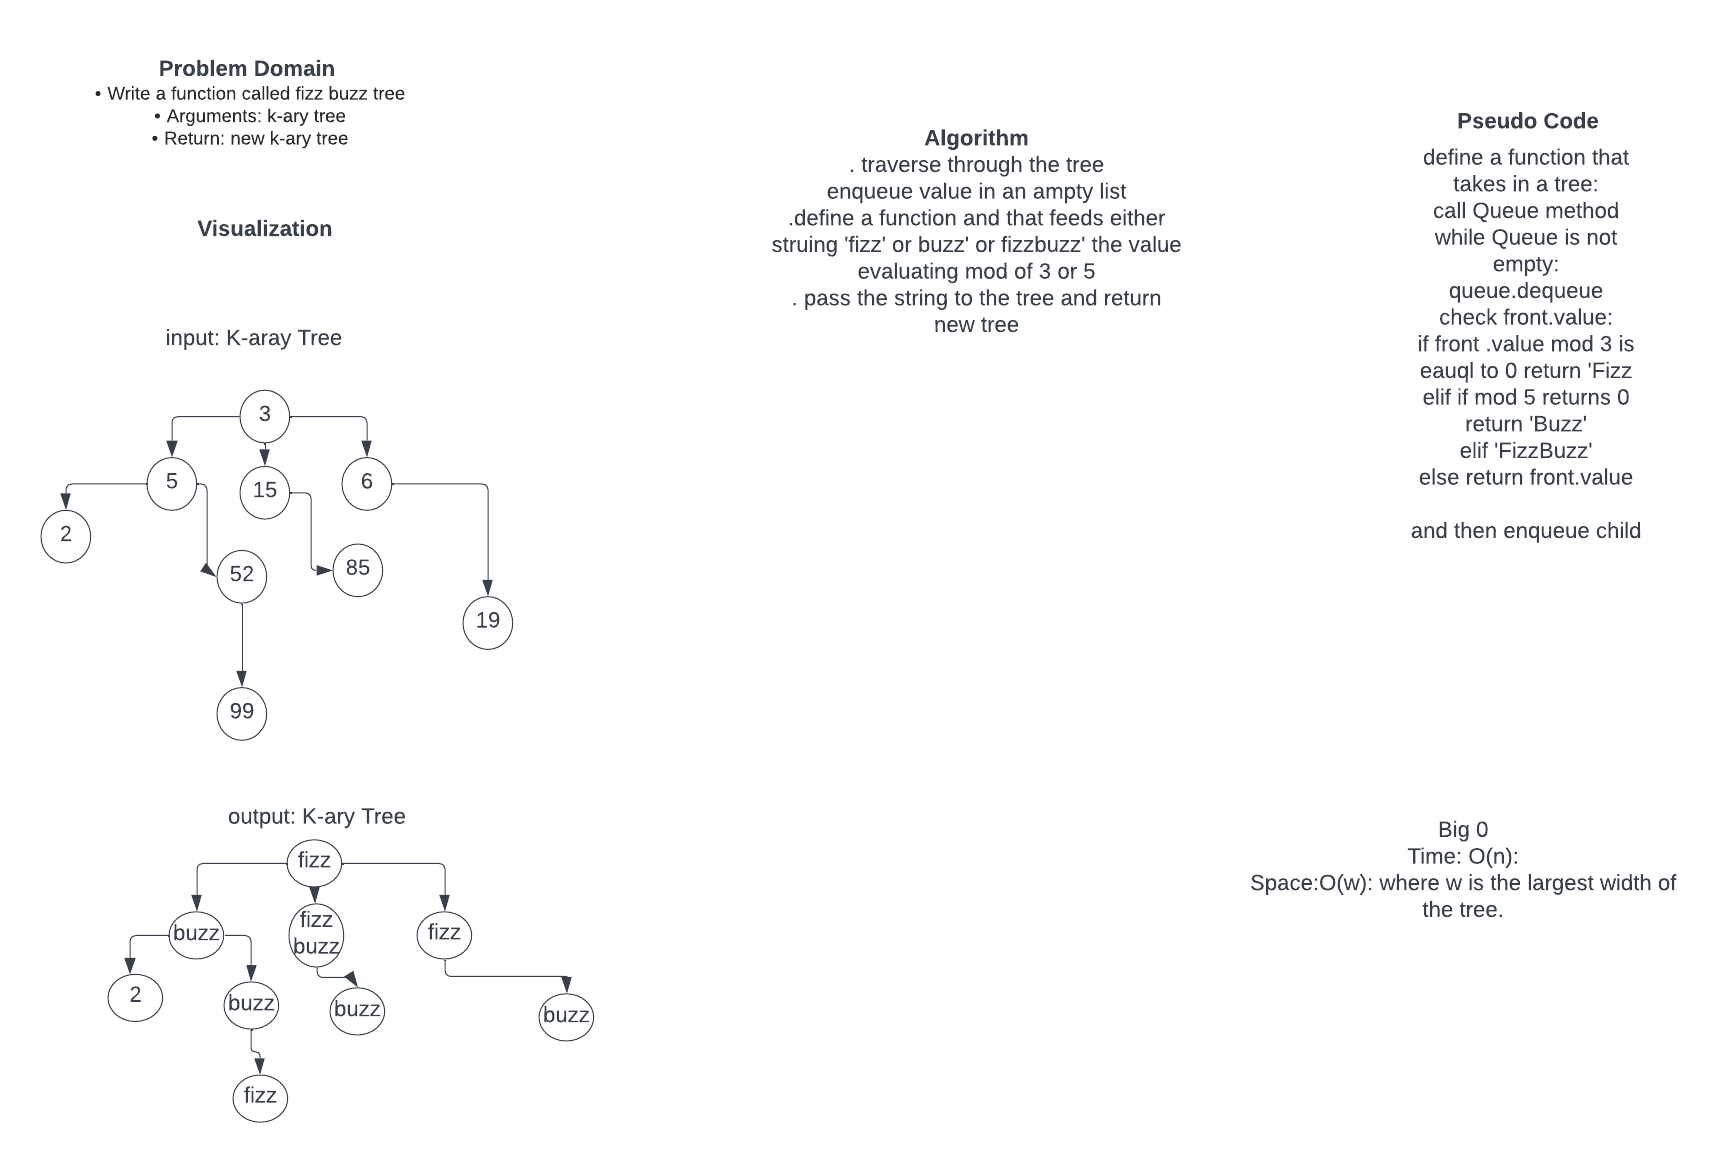 Problem Domain
• Write a function called fizz buzz tree
• Arguments: k-ary tree
• Return: new k-ary tree
Visualization
input: K-aray Tree
3
5
15
6
2
52
85
19
99
output: K-ary Tree
fizz
buzz
fizz
buzz
fizz
2
buzz
buzz
buzz
fizz
Algorithm
. traverse through the tree
enqueue value in an ampty list
.define a function and that feeds either
struing 'fizz' or buzz' or fizzbuzz' the value
evaluating mod of 3 or 5
. pass the string to the tree and return
new tree
Pseudo Code
define a function that
takes in a tree:
call Queue method
while Queue is not
empty:
queue.dequeue
check front.value:
if front .value mod 3 is
eauql to 0 return 'Fizz
elif if mod 5 returns 0
return 'Buzz'
elif 'FizzBuzz'
else return front.value
and then enqueue child
Big 0
Time: O(n):
Space:O(w): where w is the largest width of
the tree.